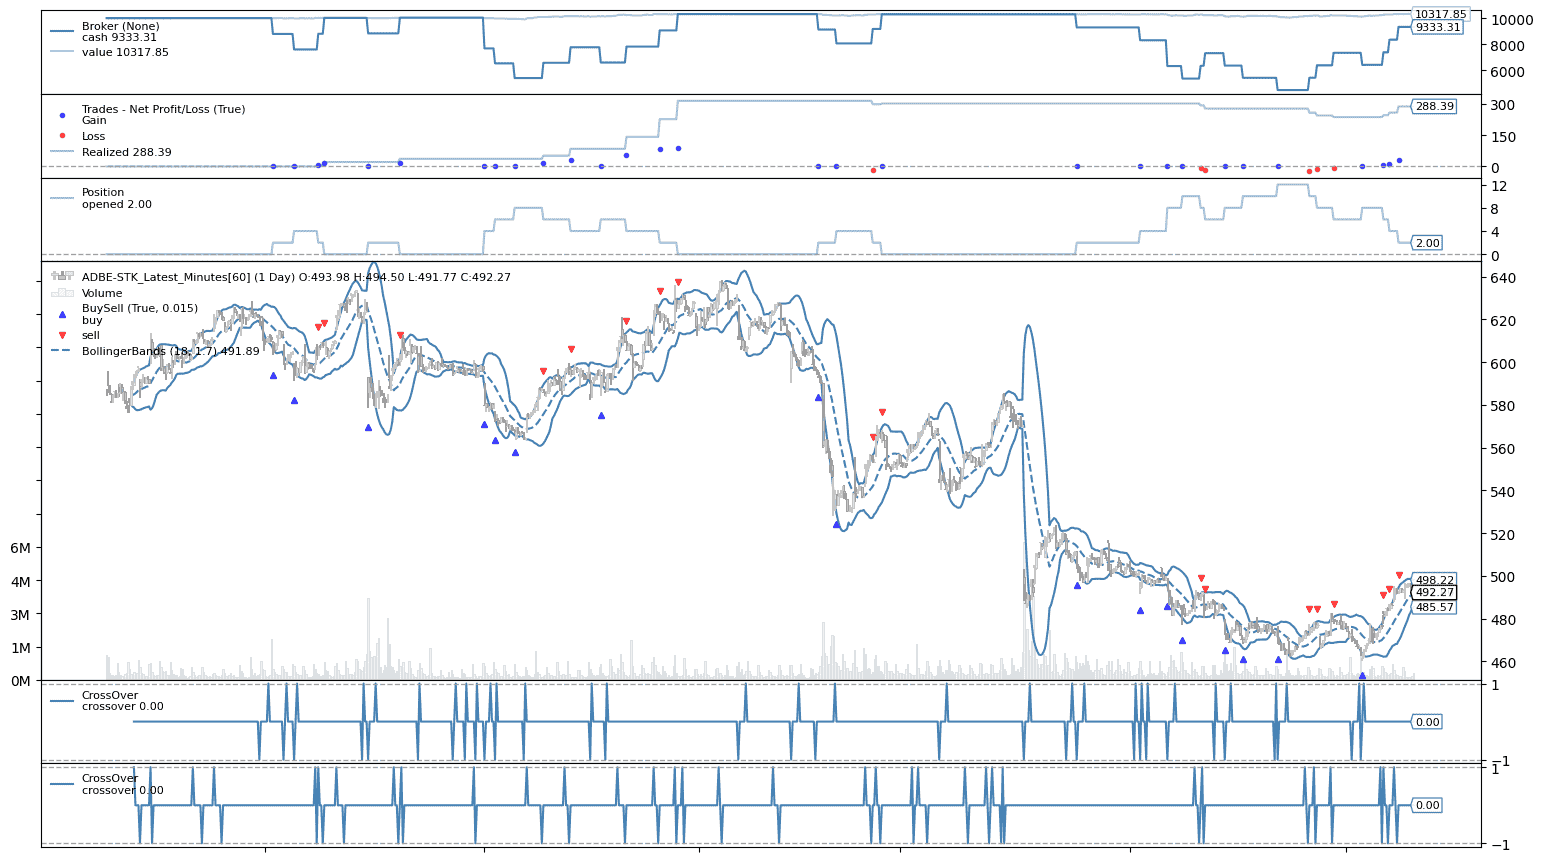 Broker (None)
cash 9333.31
value 10317.85
10317.85
9333.31
10000
8000
6000
Trades - Net Profit/Loss (True)
Gain
Loss
Realized 288.39
288.39
300
150
0
Position
opened 2.00
2.00
12
8
4
0
ADBE-STK_Latest_Minutes[60] (1 Day) O:493.98 H:494.50 L:491.77 C:492.27
Volume
BuySell (True, 0.015)
buy
sell
BollingerBands (18, 1.7) 491.89
640
620
600
580
560
540
520
500
480
460
498.22
492.27
485.57
6M
4M
3M
1M
0M
CrossOver
crossover 0.00
0.00
1
−1
CrossOver
crossover 0.00
0.00
1
−1